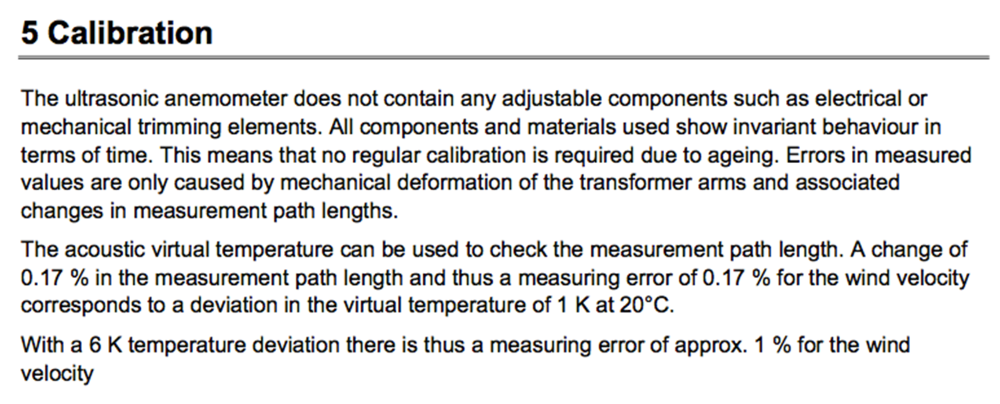 5 Calibration
The ultrasonic anemometer does not contain any adjustable components such as electrical or
mechanical trimming elements. All components and materials used show invariant behaviour in
terms of time. This means that no regular calibration is required due to ageing. Errors in measured
values are only caused by mechanical deformation of the transformer arms and associated
changes in measurement path lengths.
The acoustic virtual temperature can be used to check the measurement path length. A change of
0.17 % in the measurement path length and thus a measuring error of 0.17 % for the wind velocity
corresponds to a deviation in the virtual temperature of 1 K at 20°C.
With a 6 K temperature deviation there is thus a measuring error of approx. 1 % for the wind
velocity